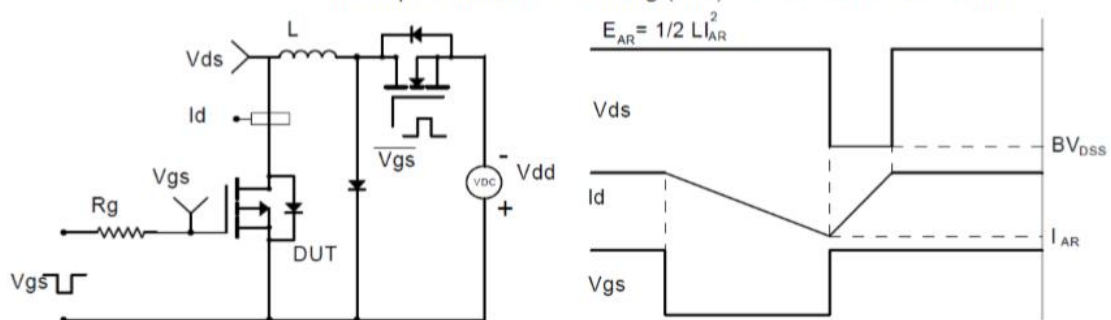 L
Vds
Id
Vgs
Rg
Vgs
DUT
Vgs
VDC
-
Vdd
+
E_AR = 1/2 LI_AR^2
Vds
BV_DSS
Id
I_AR
Vgs